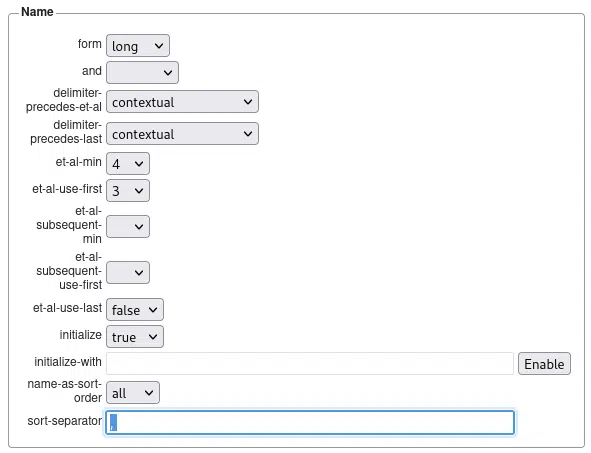 Name
form long
and
delimiter-
precedes-et-al contextual
delimiter-
precedes-last contextual
et-al-min 4
et-al-use-first 3
et-al-
subsequent-
min
et-al-
subsequent-
use-first
et-al-use-last false
initialize true
initialize-with Enable
name-as-sort-
order all
sort-separator ,